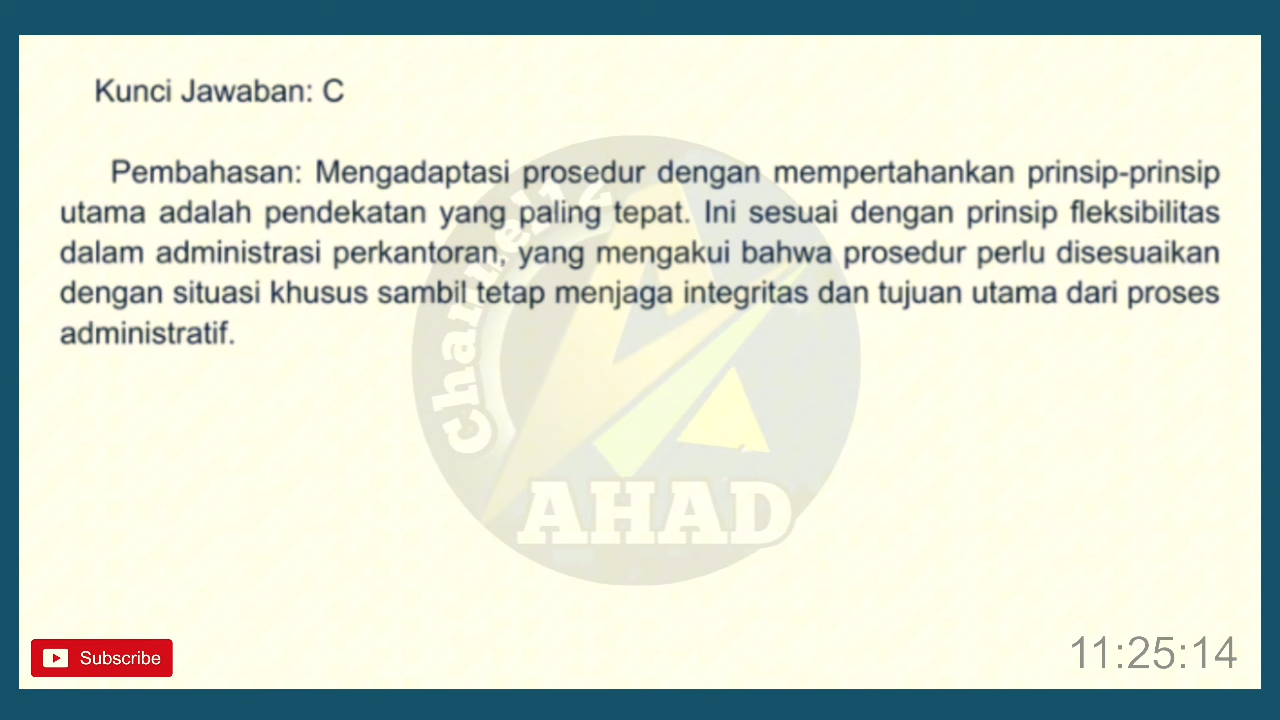 Kunci Jawaban: C
Pembahasan: Mengadaptasi prosedur dengan mempertahankan prinsip-prinsip
utama adalah pendekatan yang paling tepat. Ini sesuai dengan prinsip fleksibilitas
dalam administrasi perkantoran, yang mengakui bahwa prosedur perlu disesuaikan
dengan situasi khusus sambil tetap menjaga integritas dan tujuan utama dari proses
administratif.
AHAD
Subscribe
11:25:14